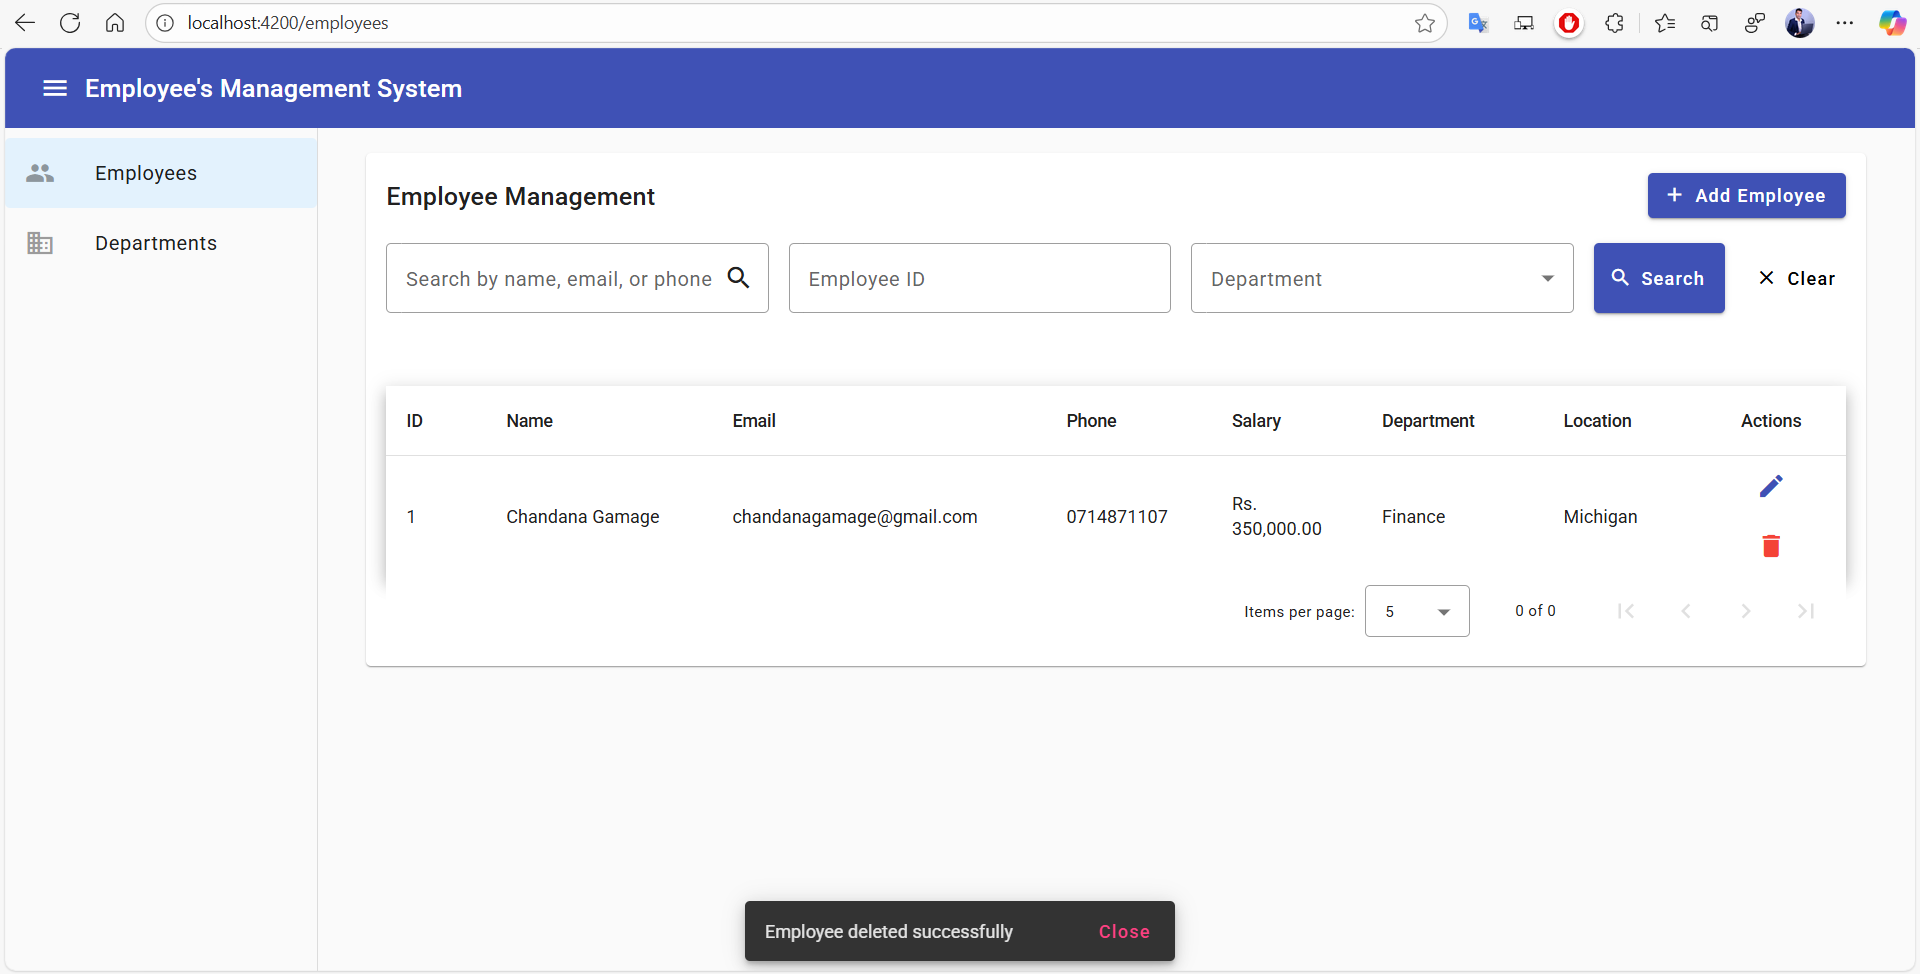 localhost:4200/employees
Employee's Management System
Employees
Departments
Employee Management
Add Employee
Search by name, email, or phone
Employee ID
Department
Search
Clear
ID Name Email Phone Salary Department Location Actions
1 Chandana Gamage chandanagamage@gmail.com 0714871107 Rs. 350,000.00 Finance Michigan
Items per page: 5 0 of 0
Employee deleted successfully Close